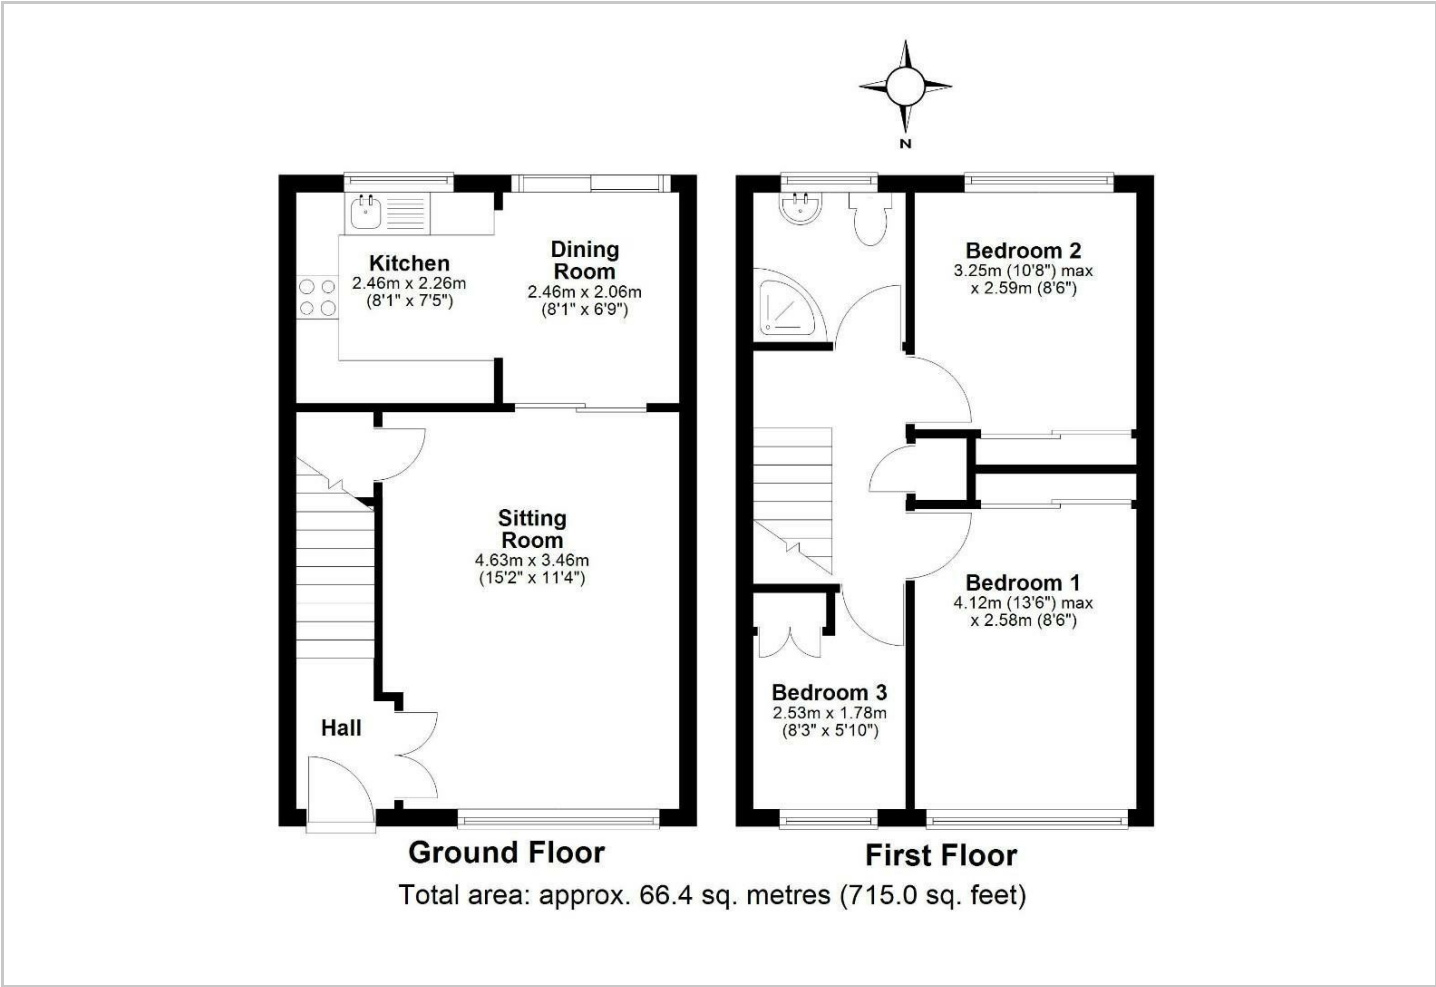 N
Kitchen
2.46m x 2.26m
(8'1" x 7'5")
Dining
Room
2.46m x 2.06m
(8'1" x 6'9")
Sitting
Room
4.63m x 3.46m
(15'2" x 11'4")
Hall
Ground Floor
Bedroom 2
3.25m (10'8") max
x 2.59m (8'6")
Bedroom 1
4.12m (13'6") max
x 2.58m (8'6")
Bedroom 3
2.53m x 1.78m
(8'3" x 5'10")
First Floor
Total area: approx. 66.4 sq. metres (715.0 sq. feet)